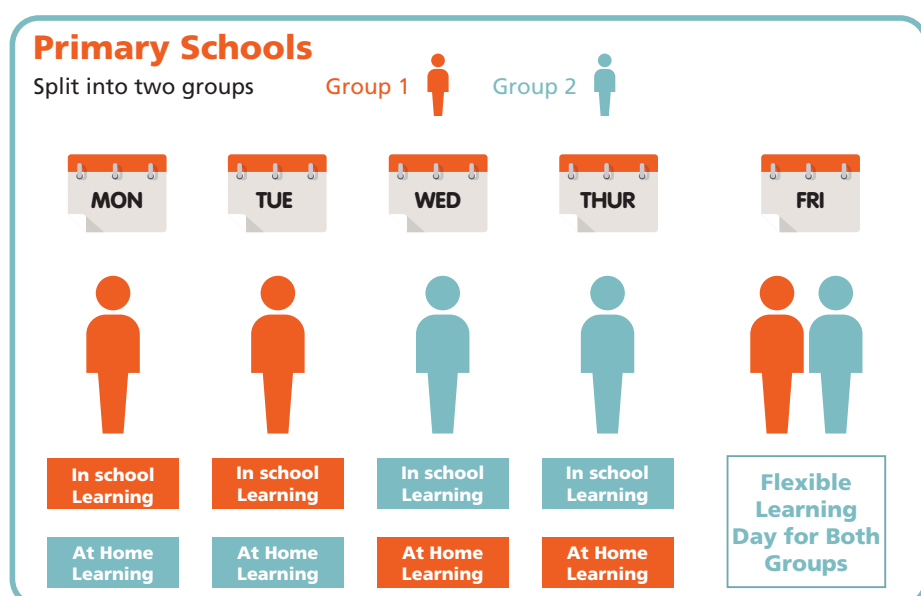 Primary Schools
Split into two groups
Group 1
Group 2
MON
TUE
WED
THUR
FRI
In school
Learning
In school
Learning
In school
Learning
In school
Learning
At Home
Learning
At Home
Learning
At Home
Learning
At Home
Learning
Flexible
Learning
Day for Both
Groups